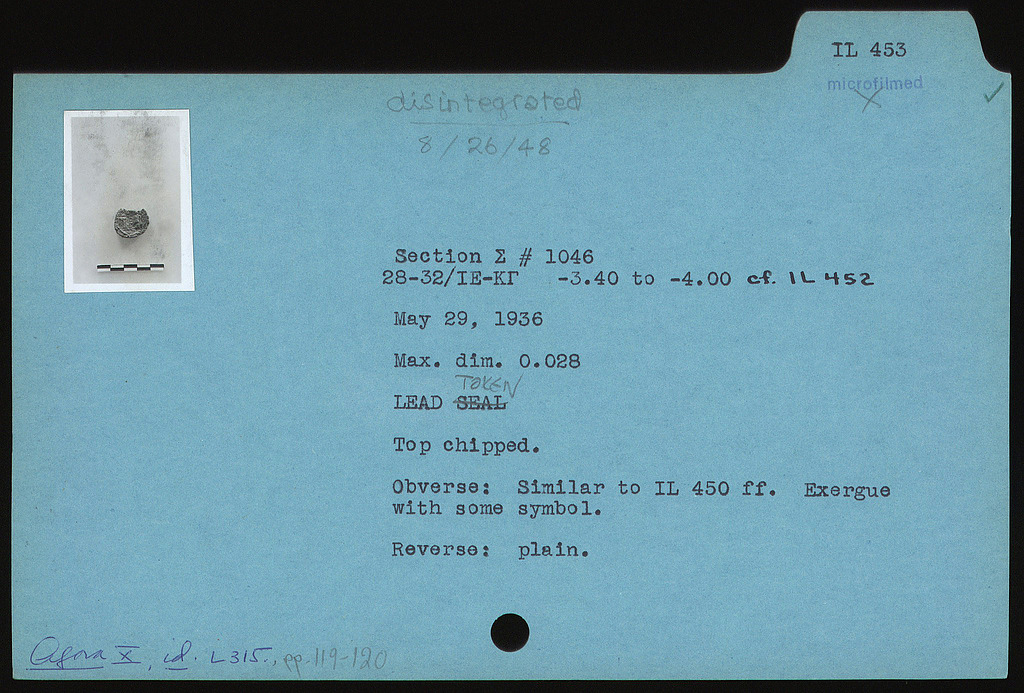 IL 453
microfilmed
disintegrated
8/26/48
Section Σ # 1046
28-32/ΙΕ-ΚΓ -3.40 to -4.00 cf. IL 452
May 29, 1936
Max. dim. 0.028
TOKEN
LEAD SEAL
Top chipped.
Obverse: Similar to IL 450 ff. Exergue
with some symbol.
Reverse: plain.
Agora X, id. L315., pp. 119-120